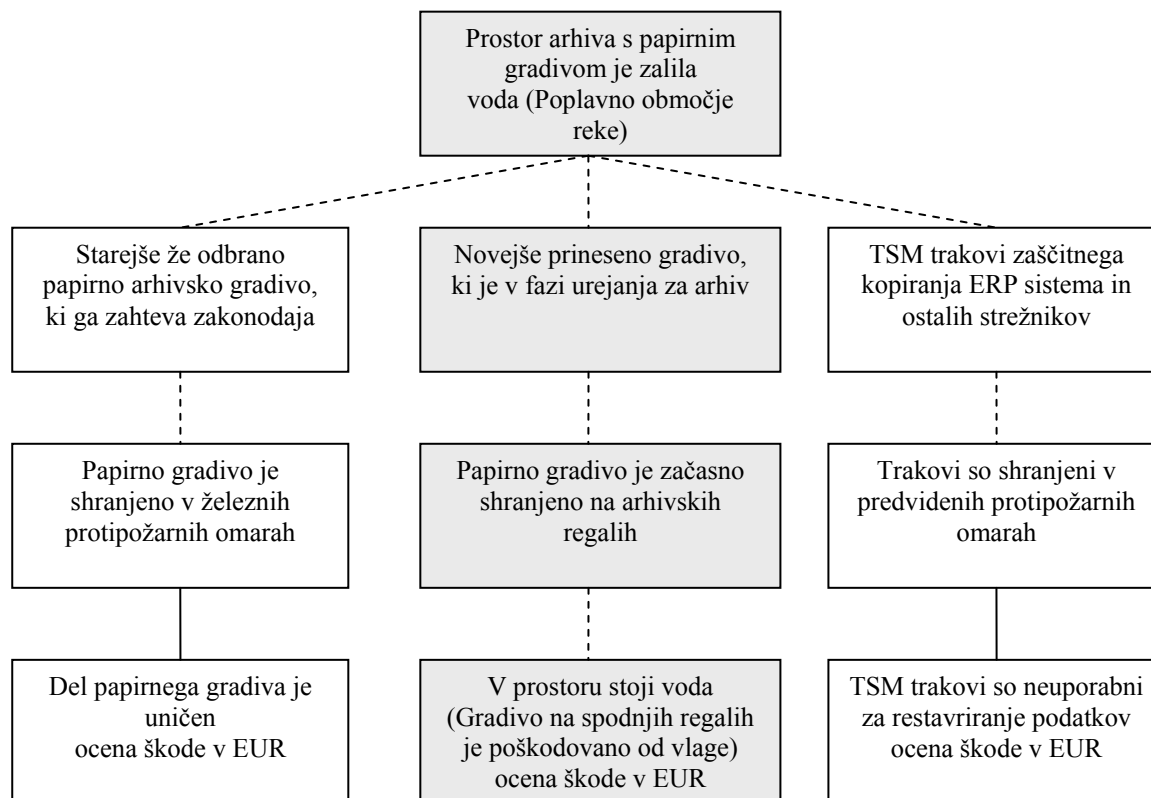 Prostor arhiva s papirnim
gradivom je zalila
voda (Poplavno območje
reke)
Starejše že odbrano
papirno arhivsko gradivo,
ki ga zahteva zakonodaja
Novejše prineseno gradivo,
ki je v fazi urejanja za arhiv
TSM trakovi zaščitnega
kopiranja ERP sistema in
ostalih strežnikov
Papirno gradivo je
shranjeno v železnih
protipožarnih omarah
Papirno gradivo je začasno
shranjeno na arhivskih
regalih
Trakovi so shranjeni v
predvidenih protipožarnih
omarah
Del papirnega gradiva je
uničen
ocena škode v EUR
V prostoru stoji voda
(Gradivo na spodnjih regalih
je poškodovano od vlage)
ocena škode v EUR
TSM trakovi so neuporabni
za restavriranje podatkov
ocena škode v EUR